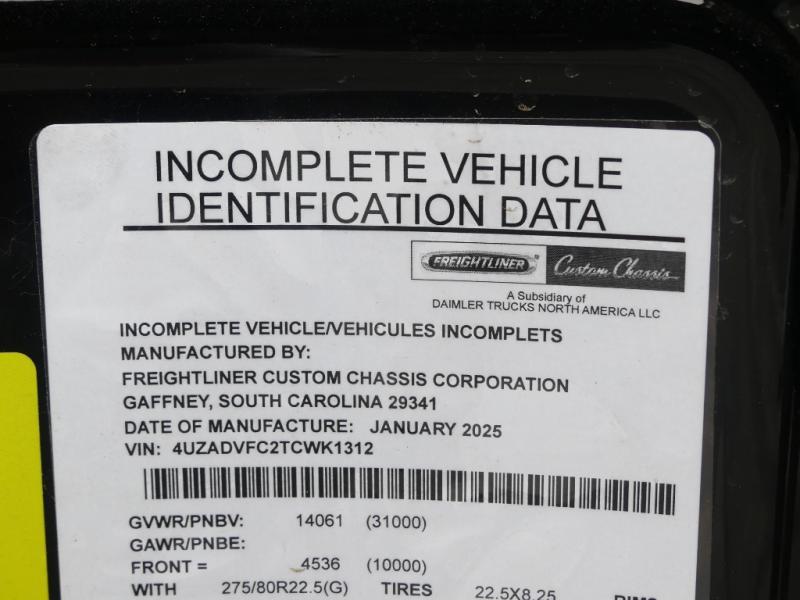 INCOMPLETE VEHICLE
IDENTIFICATION DATA
FREIGHTLINER Custom Chassis
A Subsidiary of
DAIMLER TRUCKS NORTH AMERICA LLC
INCOMPLETE VEHICLE/VEHICULES INCOMPLETS
MANUFACTURED BY:
FREIGHTLINER CUSTOM CHASSIS CORPORATION
GAFFNEY, SOUTH CAROLINA 29341
DATE OF MANUFACTURE: JANUARY 2025
VIN: 4UZADVFC2TCWK1312
GVWR/PNBV: 14061 (31000)
GAWR/PNBE:
FRONT = 4536 (10000)
WITH 275/80R22.5(G) TIRES 22.5X8.25 RIMS